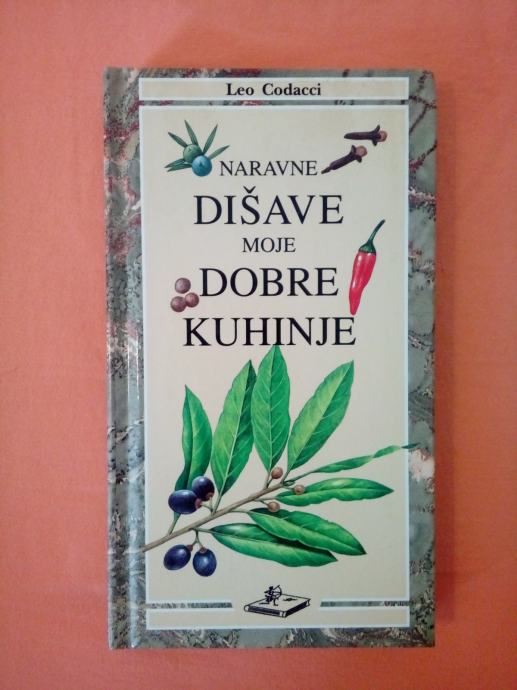 Leo Codacci
NARAVNE
DIŠAVE
MOJE
DOBRE
KUHINJE